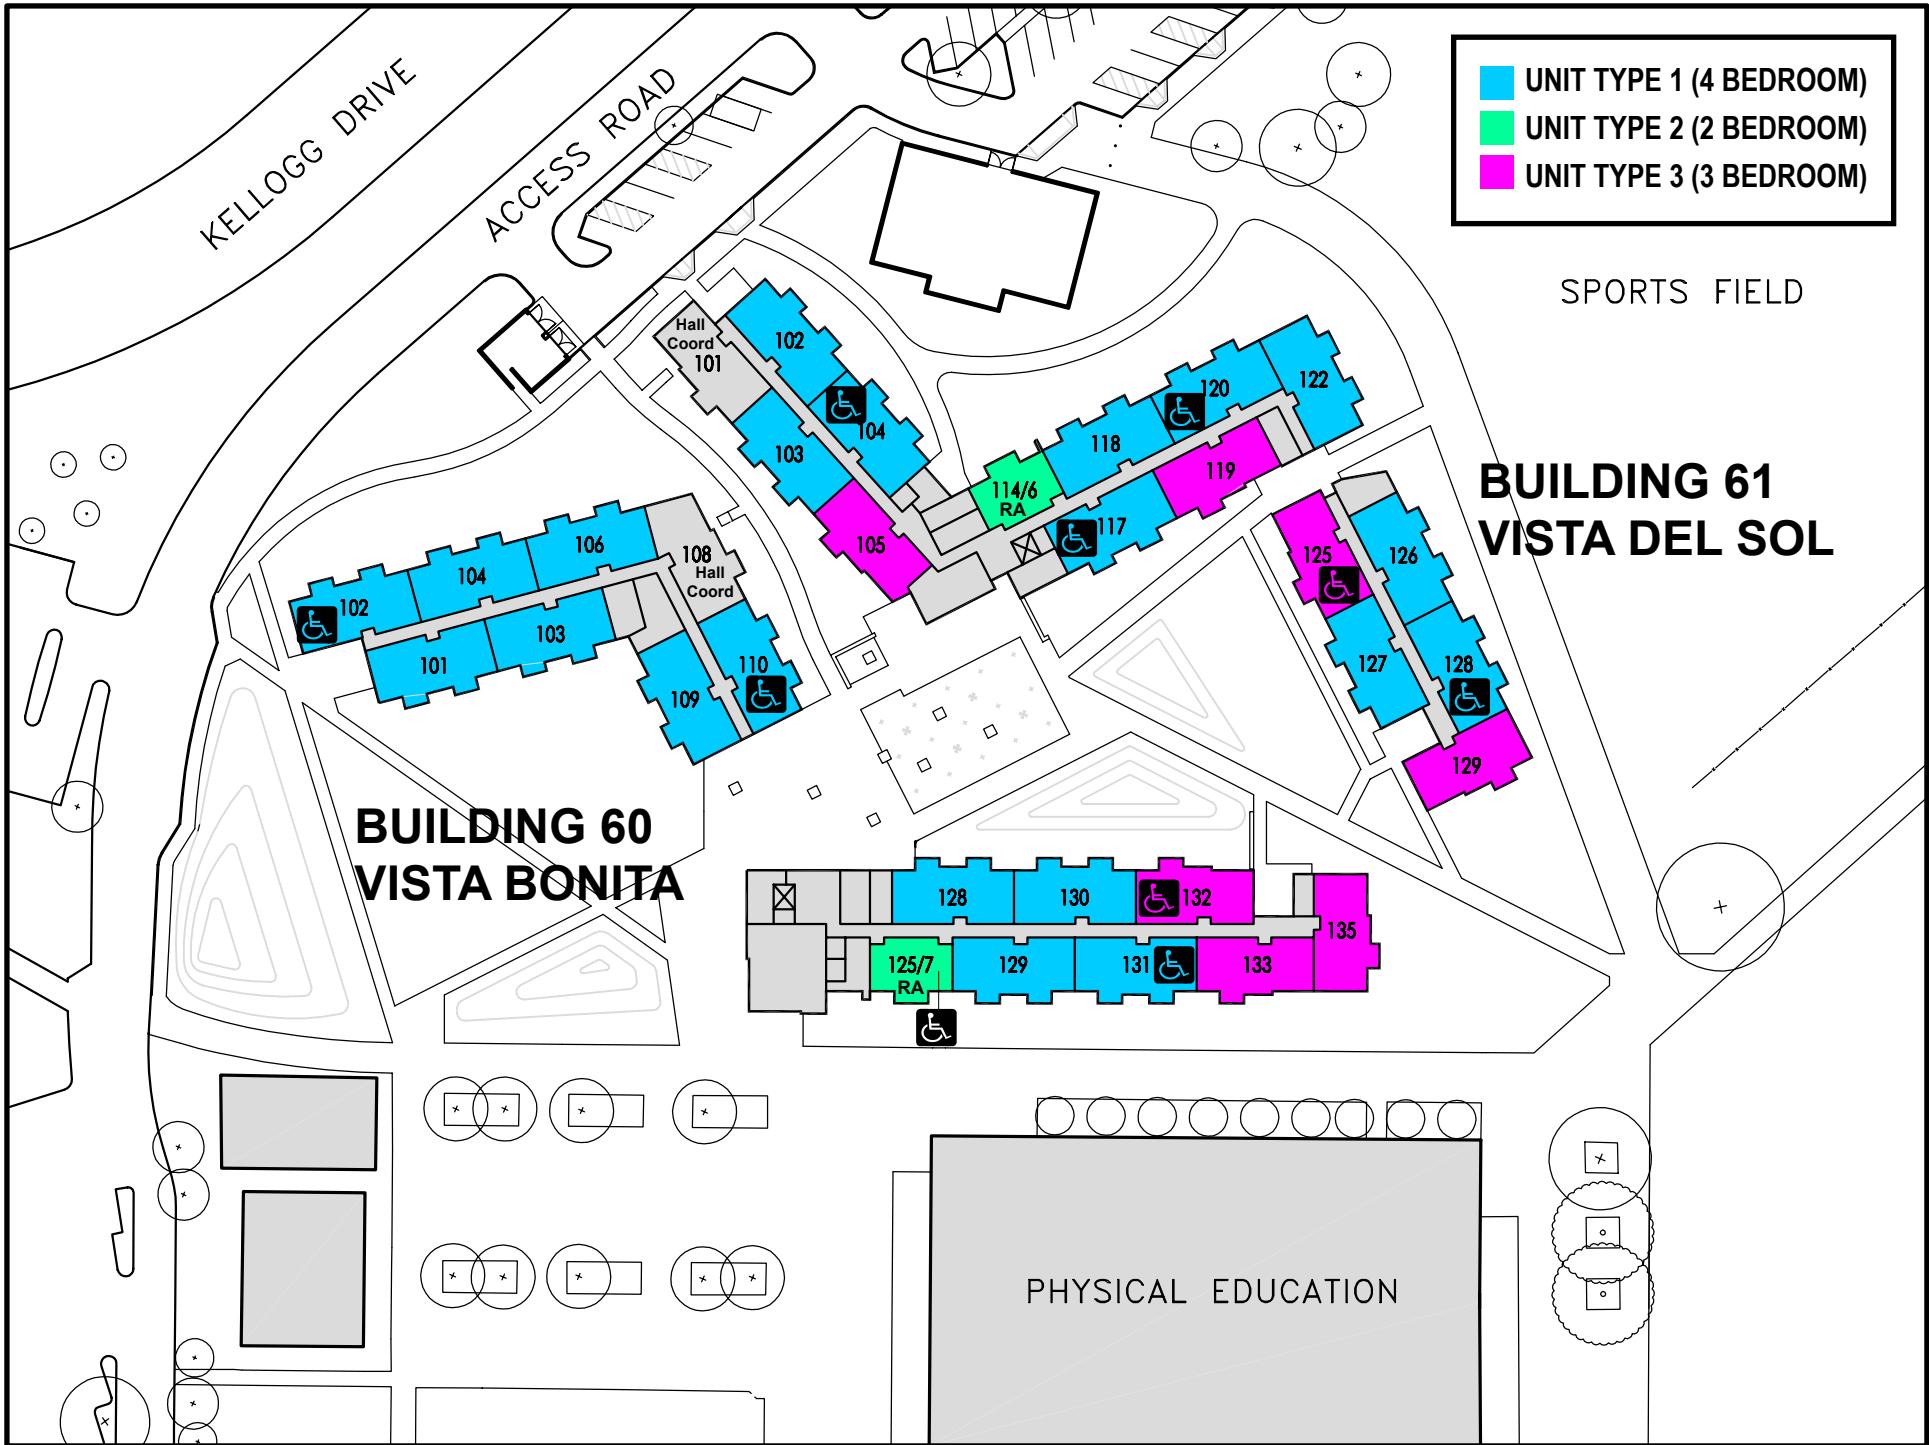 KELLOGG DRIVE
ACCESS ROAD
UNIT TYPE 1 (4 BEDROOM)
UNIT TYPE 2 (2 BEDROOM)
UNIT TYPE 3 (3 BEDROOM)
SPORTS FIELD
Hall
Coord
101
102
103
104
105
114/6
RA
117
118
119
120
122
BUILDING 61
VISTA DEL SOL
125
126
127
128
129
102
104
106
108
Hall
Coord
101
103
109
110
BUILDING 60
VISTA BONITA
128
130
132
135
125/7
RA
129
131
133
PHYSICAL EDUCATION